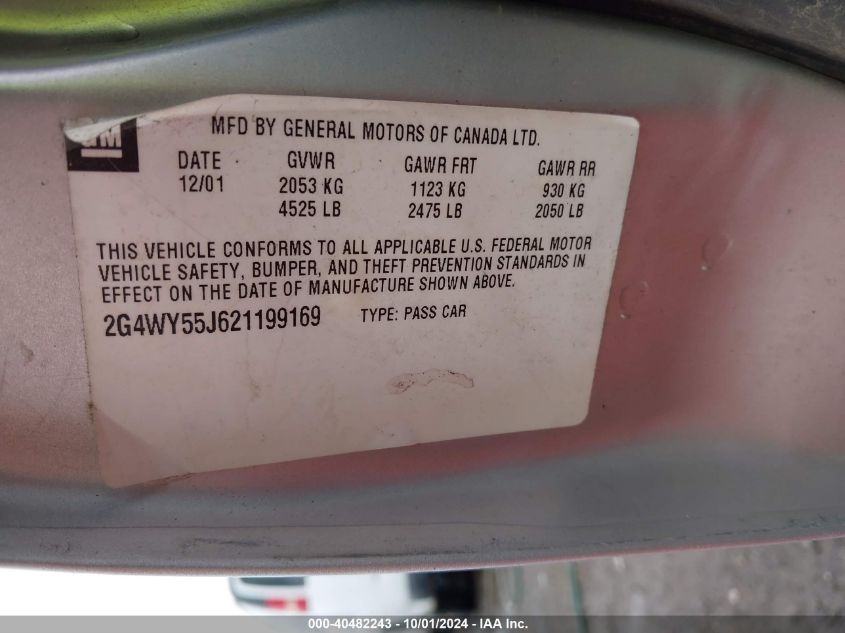 GM
MFD BY GENERAL MOTORS OF CANADA LTD.
DATE GVWR GAWR FRT GAWR RR
12/01 2053 KG 1123 KG 930 KG
4525 LB 2475 LB 2050 LB
THIS VEHICLE CONFORMS TO ALL APPLICABLE U.S. FEDERAL MOTOR
VEHICLE SAFETY, BUMPER, AND THEFT PREVENTION STANDARDS IN
EFFECT ON THE DATE OF MANUFACTURE SHOWN ABOVE.
2G4WY55J621199169 TYPE: PASS CAR
000-40482243 - 10/01/2024 - IAA Inc.